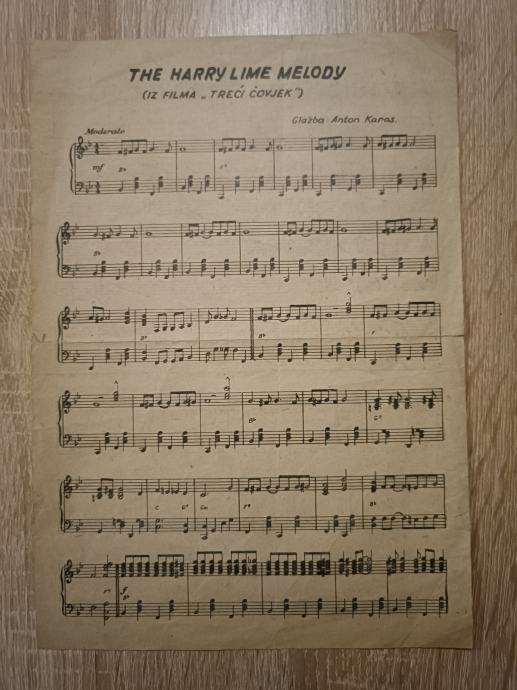 THE HARRY LIME MELODY
(IZ FILMA „TREĆI ČOVJEK")
Glazba Anton Karas.
Moderato
mf